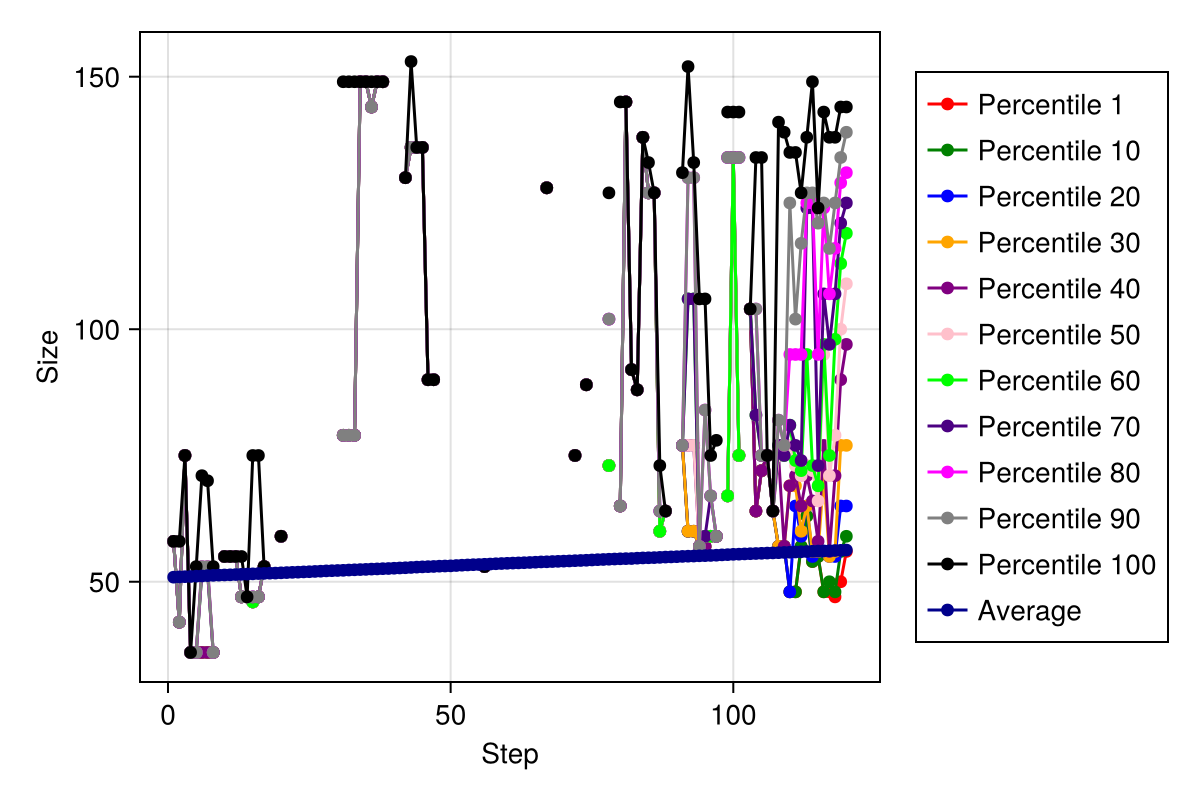 150
100
50
Size
0
50
100
Step
Percentile 1
Percentile 10
Percentile 20
Percentile 30
Percentile 40
Percentile 50
Percentile 60
Percentile 70
Percentile 80
Percentile 90
Percentile 100
Average